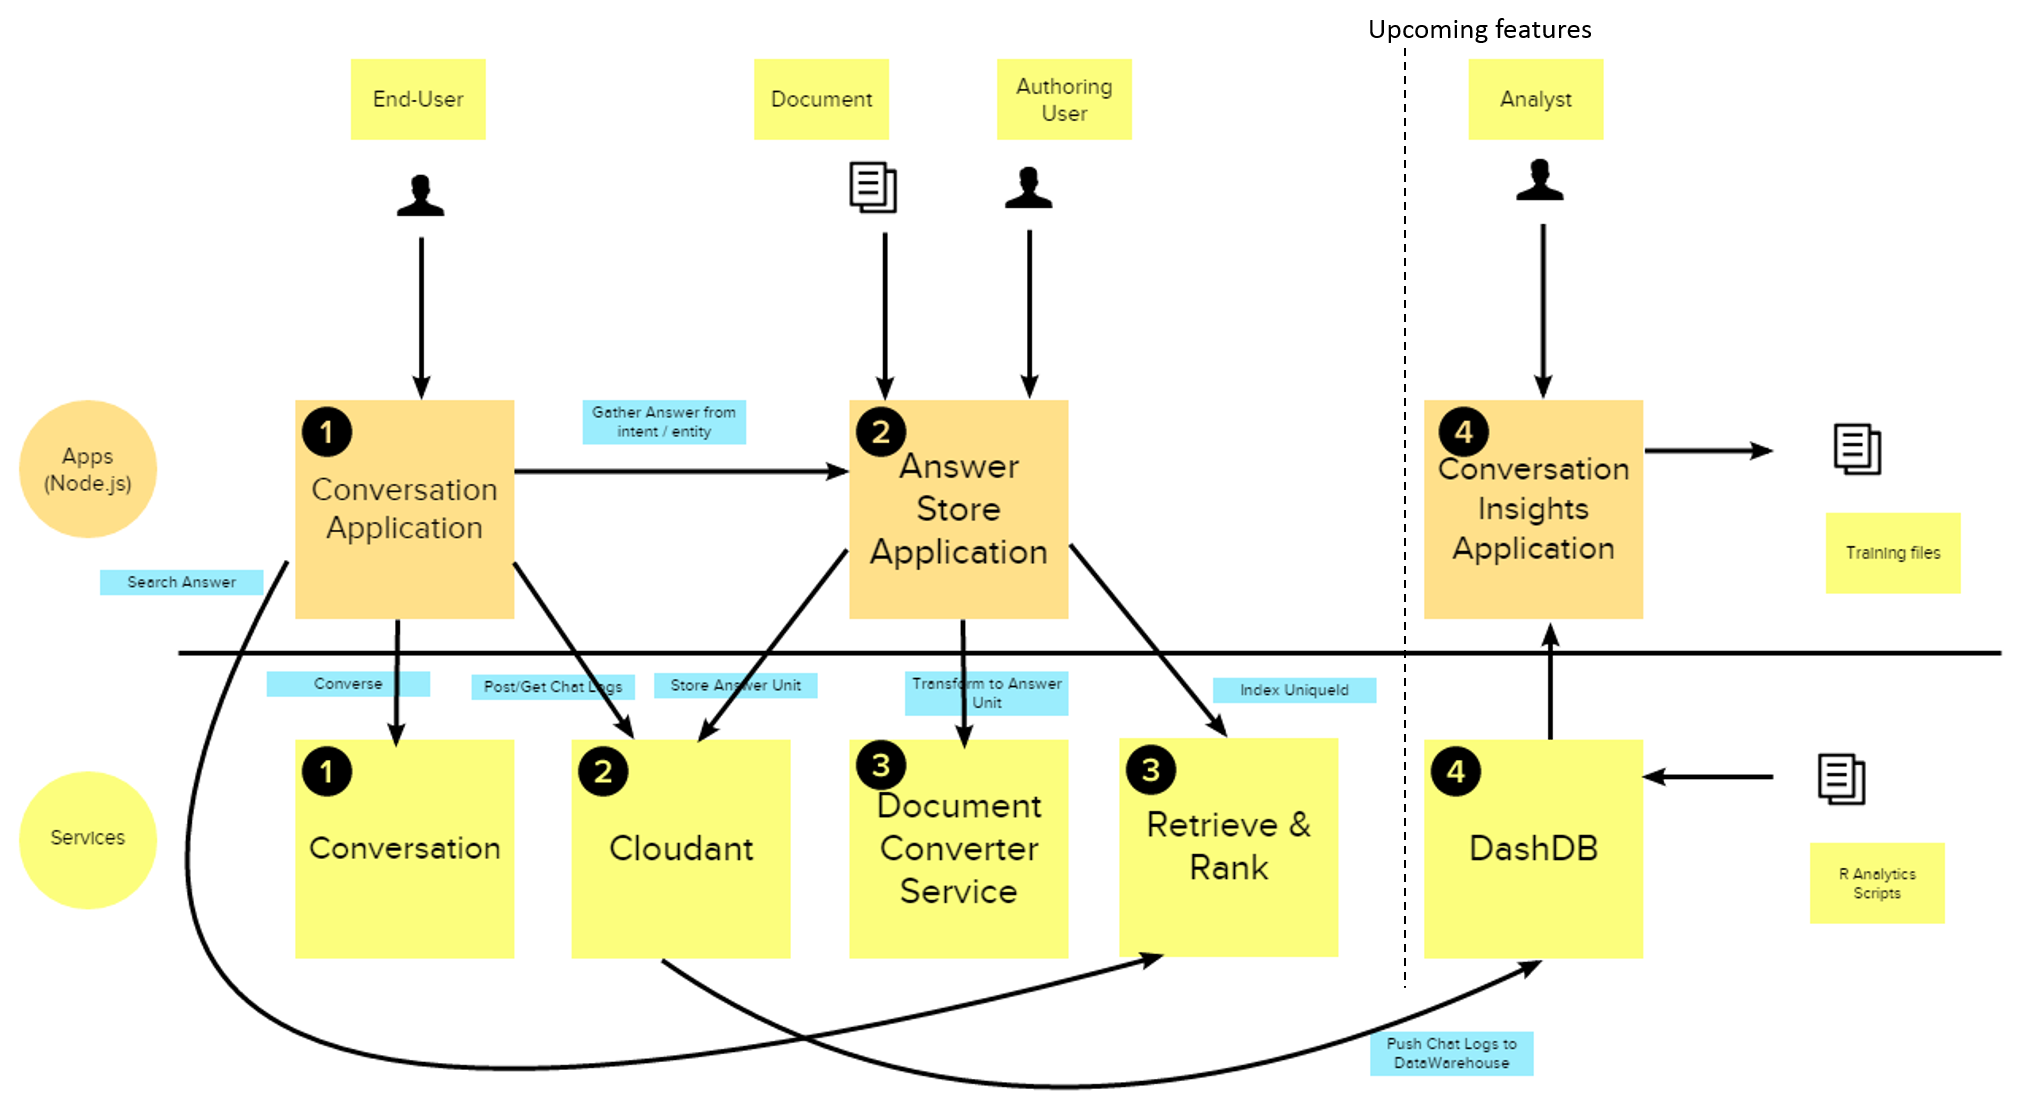 Upcoming features
End-User
Document
Authoring
User
Analyst
Apps
(Node.js)
1
Conversation
Application
Gather Answer from
intent / entity
2
Answer
Store
Application
4
Conversation
Insights
Application
Training files
Search Answer
Converse
Post/Get Chat Logs
Store Answer Unit
Transform to Answer
Unit
Index UniqueId
Services
1
Conversation
2
Cloudant
3
Document
Converter
Service
3
Retrieve &
Rank
4
DashDB
R Analytics
Scripts
Push Chat Logs to
DataWarehouse